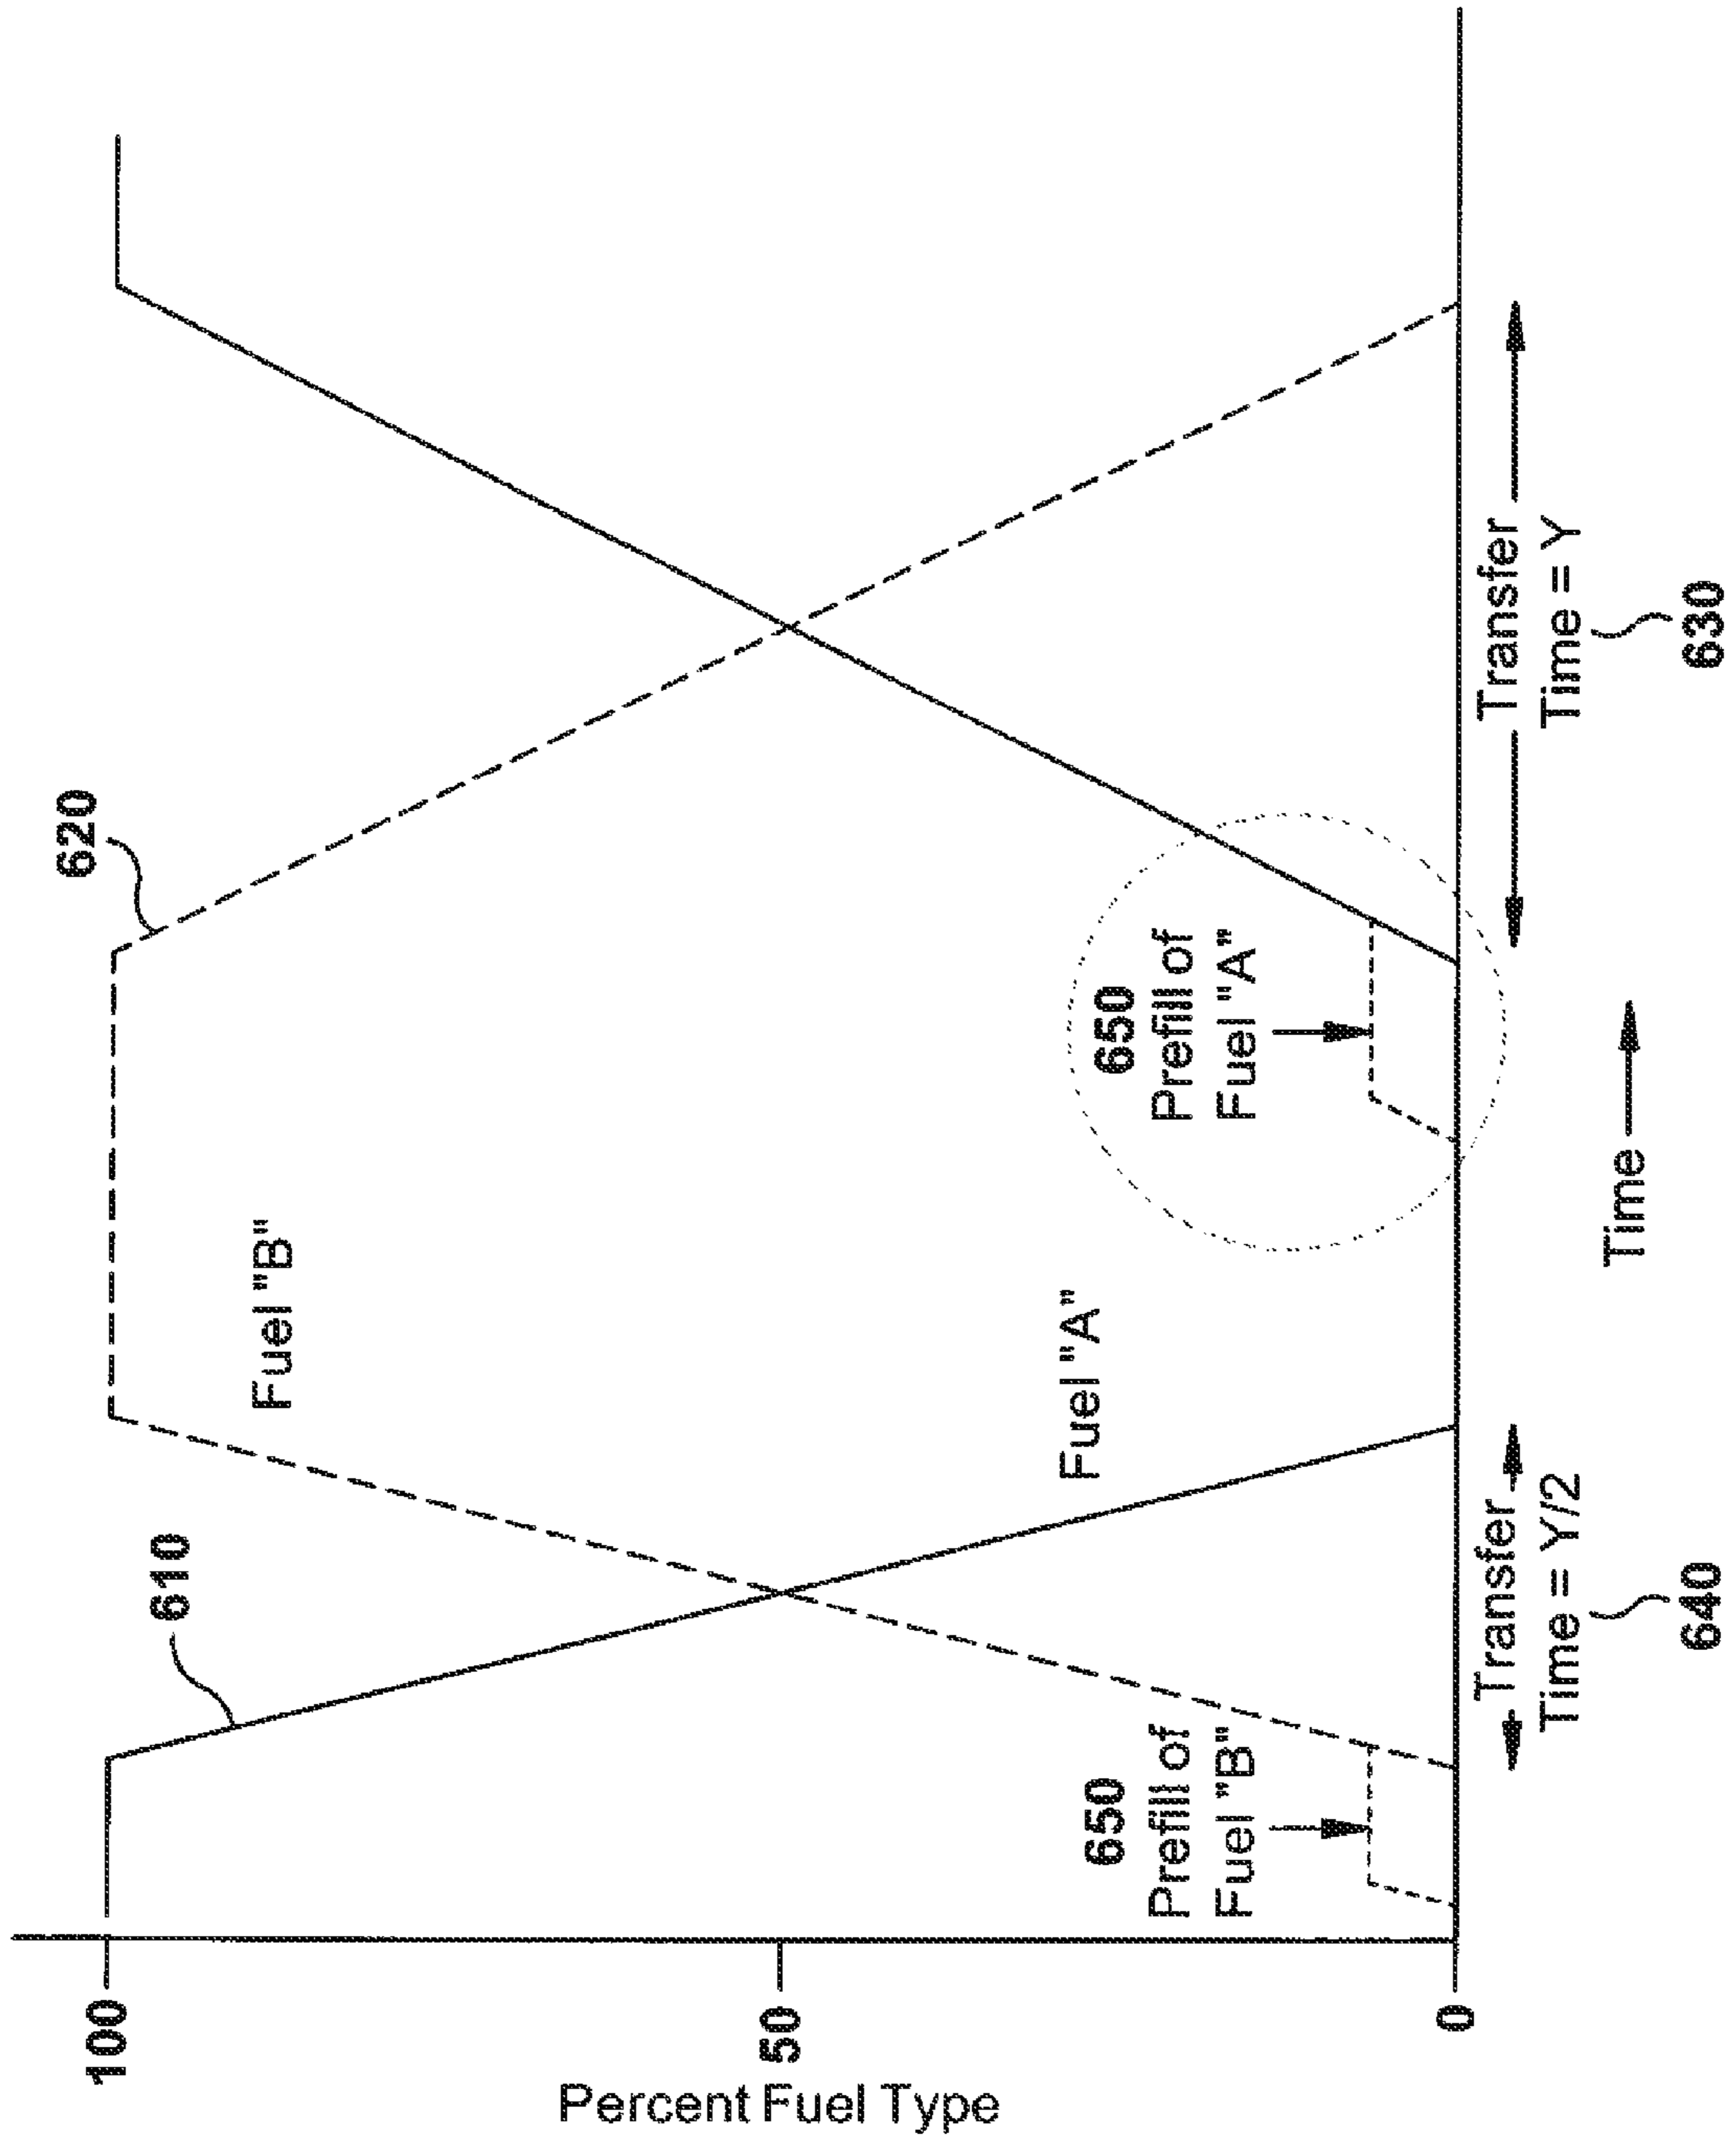 620
610
100
Fuel "B"
50
Percent Fuel Type
650
Prefill of
Fuel "B"
Fuel "A"
650
Prefill of
Fuel "A"
0
Transfer
Time = Y/2
640
Transfer
Time = Y
630
Time